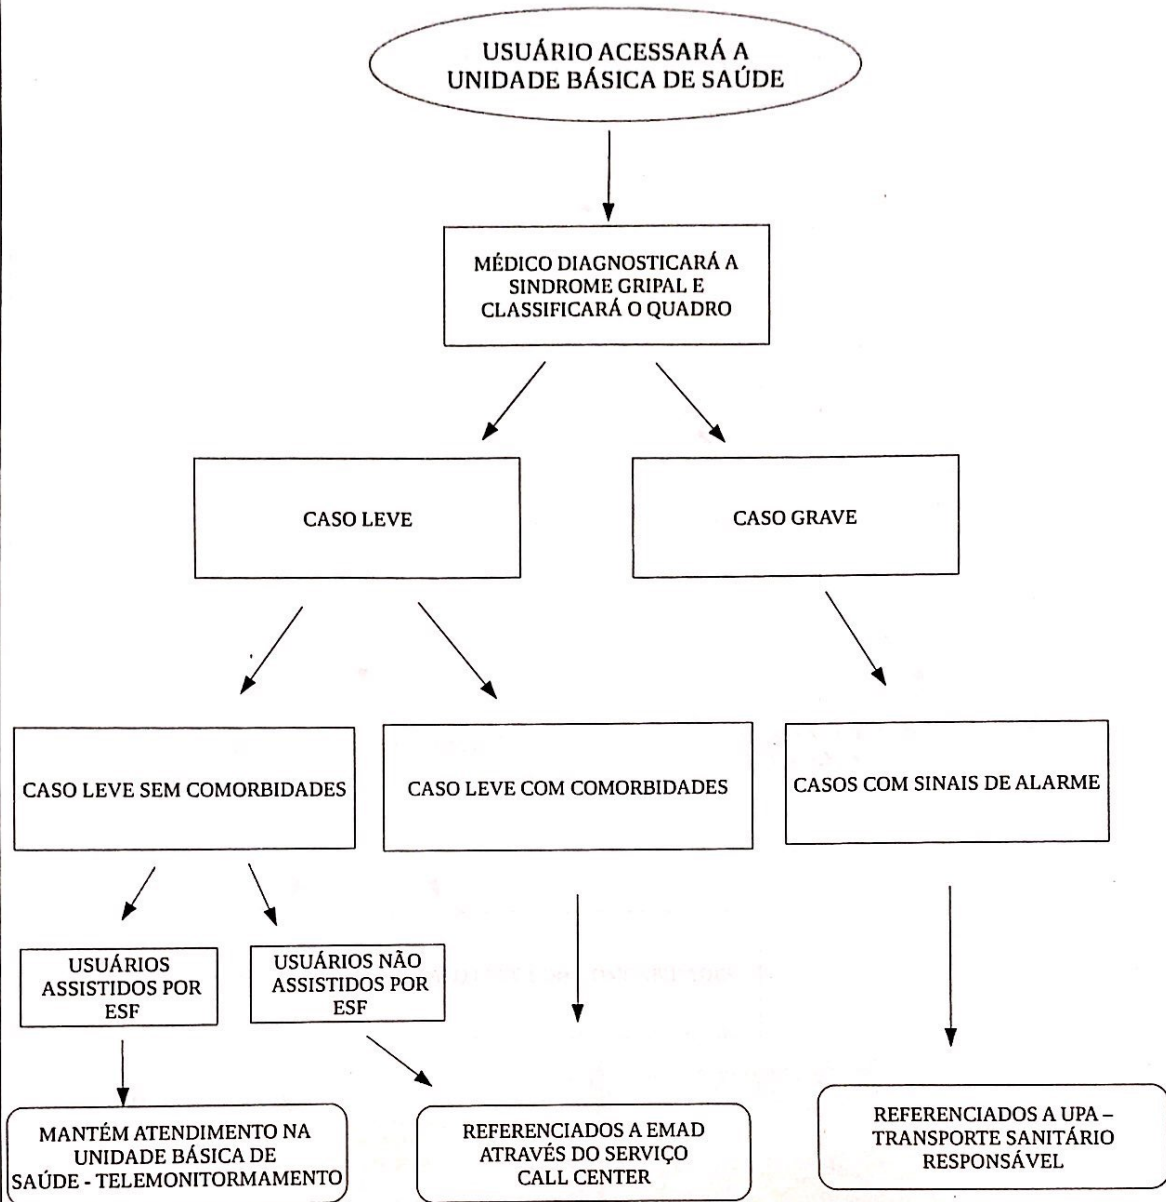 USUÁRIO ACESSARÁ A
UNIDADE BÁSICA DE SAÚDE
MÉDICO DIAGNOSTICARÁ A
SINDROME GRIPAL E
CLASSIFICARÁ O QUADRO
CASO LEVE
CASO GRAVE
CASO LEVE SEM COMORBIDADES
CASO LEVE COM COMORBIDADES
CASOS COM SINAIS DE ALARME
USUÁRIOS
ASSISTIDOS POR
ESF
USUÁRIOS NÃO
ASSISTIDOS POR
ESF
MANTÉM ATENDIMENTO NA
UNIDADE BÁSICA DE
SAÚDE - TELEMONITORMAMENTO
REFERENCIADOS A EMAD
ATRAVÉS DO SERVIÇO
CALL CENTER
REFERENCIADOS A UPA –
TRANSPORTE SANITÁRIO
RESPONSÁVEL